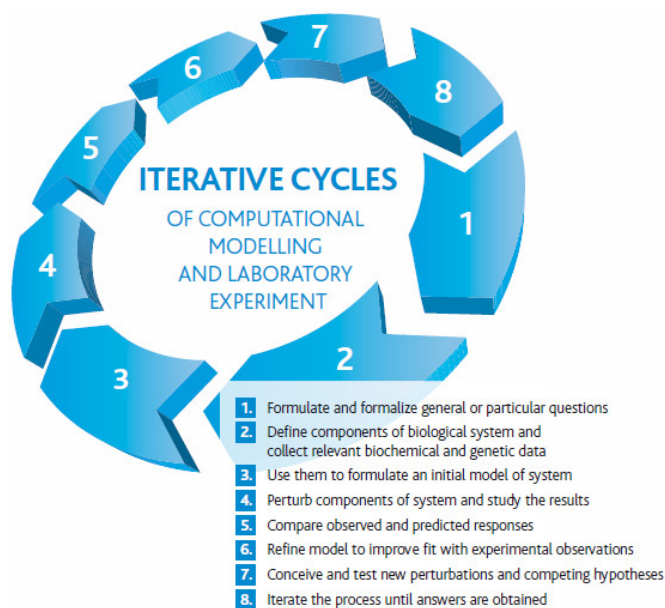 7
6
8
5
ITERATIVE CYCLES
OF COMPUTATIONAL
MODELLING
AND LABORATORY
EXPERIMENT
1
4
2
3
1. Formulate and formalize general or particular questions
2. Define components of biological system and
collect relevant biochemical and genetic data
3. Use them to formulate an initial model of system
4. Perturb components of system and study the results
5. Compare observed and predicted responses
6. Refine model to improve fit with experimental observations
7. Conceive and test new perturbations and competing hypotheses
8. Iterate the process until answers are obtained